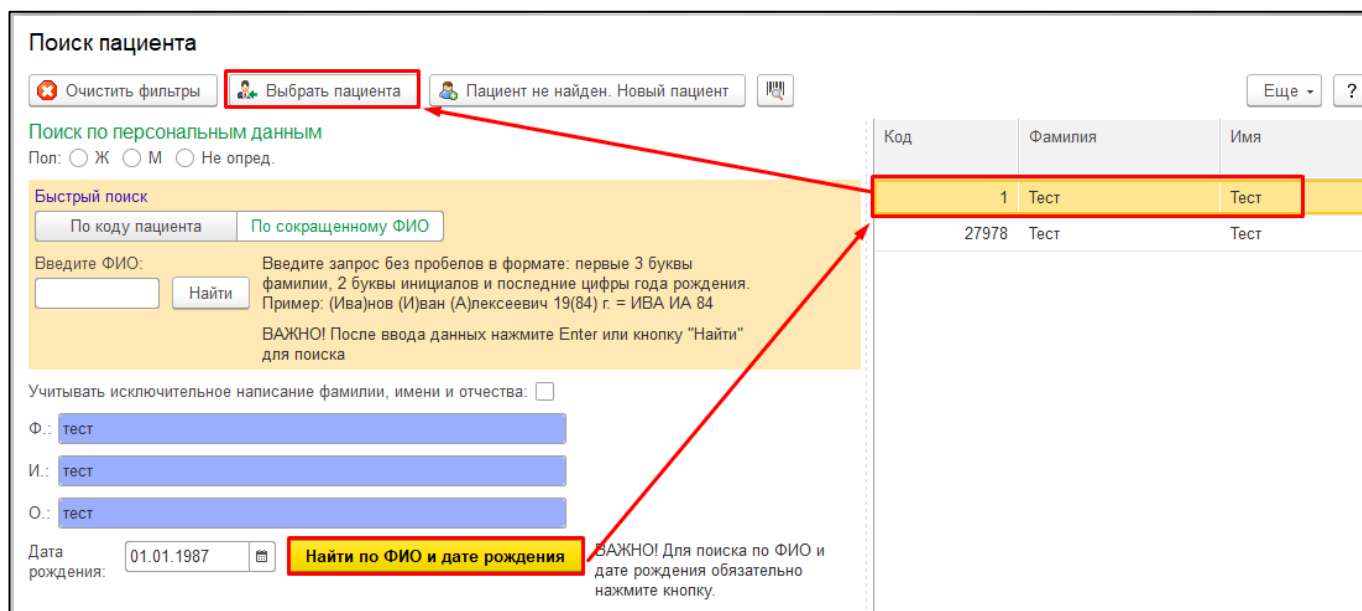 Поиск пациента
Очистить фильтры
Выбрать пациента
Пациент не найден. Новый пациент
Еще
?
Поиск по персональным данным
Пол: Ж М Не опред.
Быстрый поиск
По коду пациента
По сокращенному ФИО
Введите ФИО:
Найти
Введите запрос без пробелов в формате: первые 3 буквы
фамилии, 2 буквы инициалов и последние цифры года рождения.
Пример: (Ива)нов (И)ван (А)лексеевич 19(84) г. = ИВА ИА 84
ВАЖНО! После ввода данных нажмите Enter или кнопку "Найти"
для поиска
Учитывать исключительное написание фамилии, имени и отчества:
Ф.: тест
И.: тест
О.: тест
Дата
рождения:
01.01.1987
Найти по ФИО и дате рождения
ВАЖНО! Для поиска по ФИО и
дате рождения обязательно
нажмите кнопку.
Код Фамилия Имя
1 Тест Тест
27978 Тест Тест